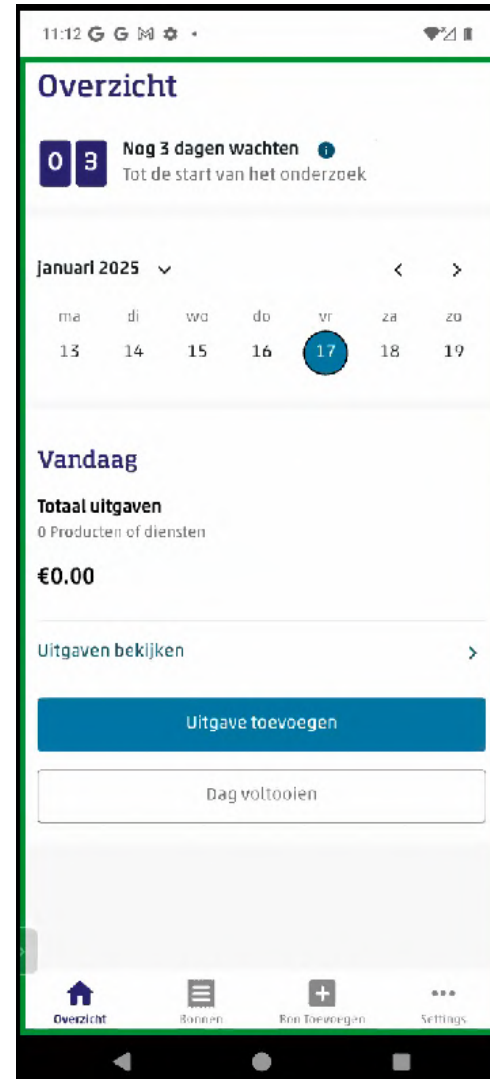 11:12 G G M
Overzicht
0 3
Nog 3 dagen wachten i
Tot de start van het onderzoek
januari 2025
ma di wo do vr za zo
13 14 15 16 17 18 19
Vandaag
Totaal uitgaven
0 Producten of diensten
€0.00
Uitgaven bekijken
Uitgave toevoegen
Dag voltooien
Overzicht Bonnen Bon Toevoegen Settings